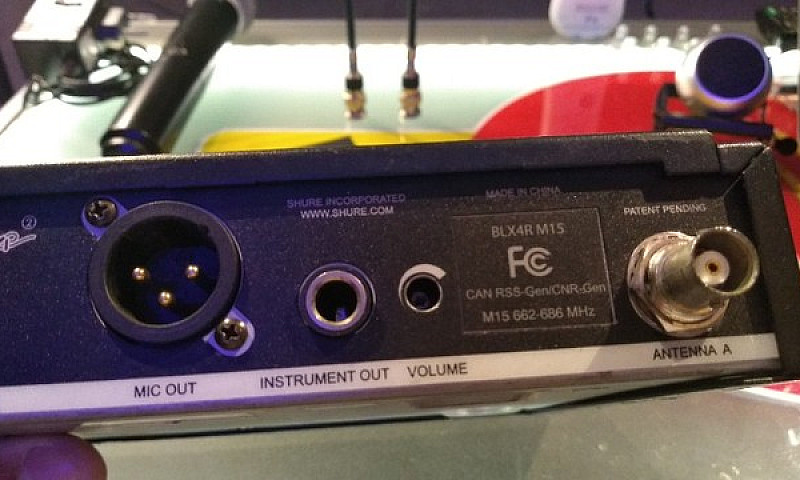 SHURE INCORPORATED
WWW.SHURE.COM
MADE IN CHINA
PATENT PENDING
BLX4R M15
FC
CAN RSS-Gen/CNR-Gen
M15 662-686 MHz
MIC OUT
INSTRUMENT OUT
VOLUME
ANTENNA A